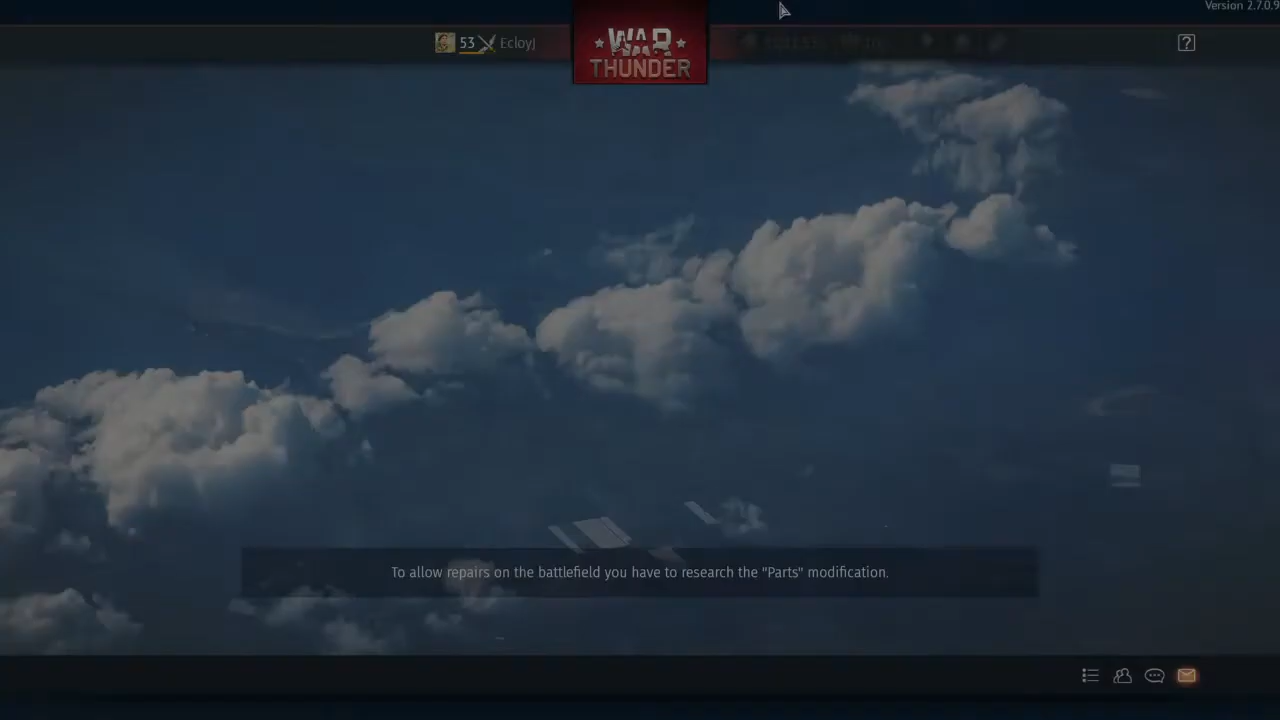 Version 2.7.0.9
53 Ecloyj
WAR
THUNDER
To allow repairs on the battlefield you have to research the "Parts" modification.